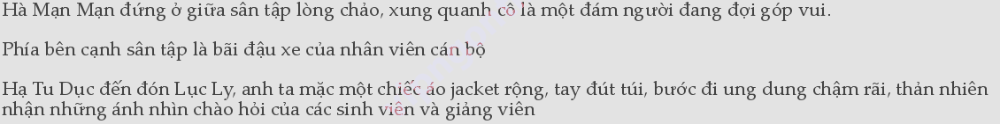 Hà Mạn Mạn đứng ở giữa sân tập lòng chảo, xung quanh cô là một đám người đang đợi góp vui.
Phía bên cạnh sân tập là bãi đậu xe của nhân viên cán bộ
Hạ Tu Dục đến đón Lục Ly, anh ta mặc một chiếc áo jacket rộng, tay đút túi, bước đi ung dung chậm rãi, thản nhiên
nhận những ánh nhìn chào hỏi của các sinh viên và giảng viên